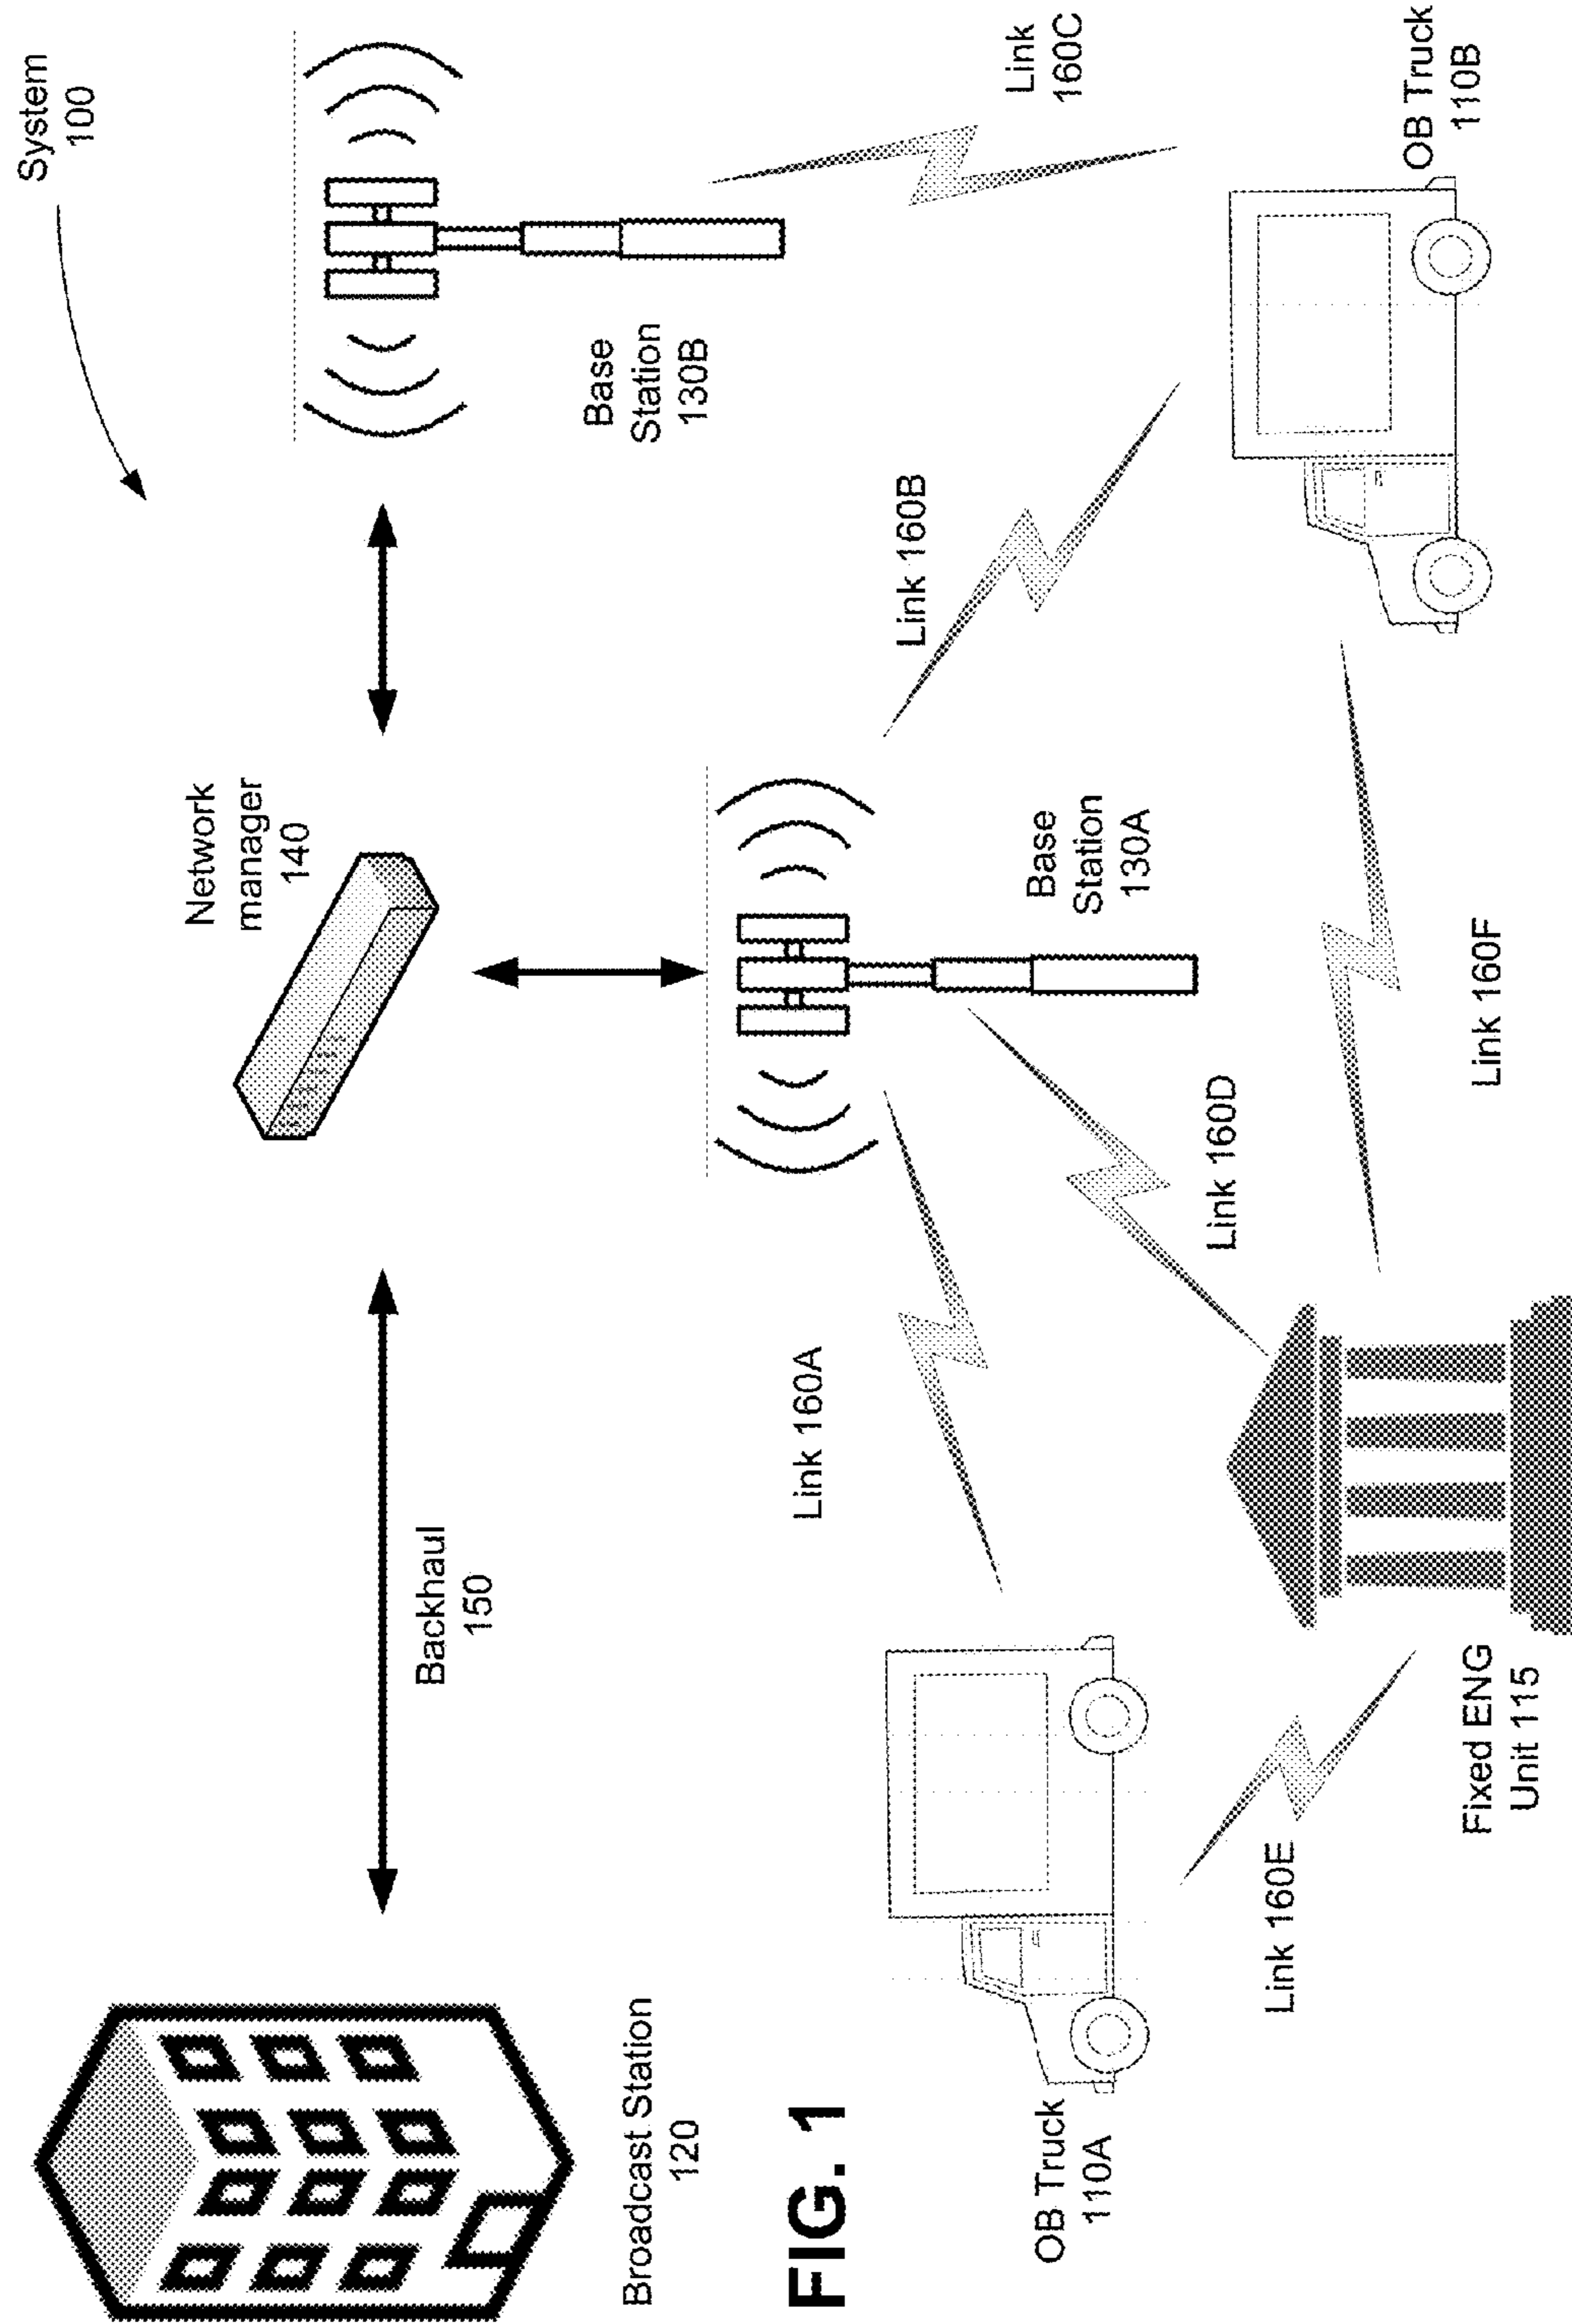 System
100
Network
manager
140
Base
Station
130B
Backhaul
150
Broadcast Station
120
Link
160C
Link 160B
Base
Station
130A
Link 160A
Link 160D
OB Truck
110B
Link 160F
OB Truck
110A
Link 160E
Fixed ENG
Unit 115
FIG. 1